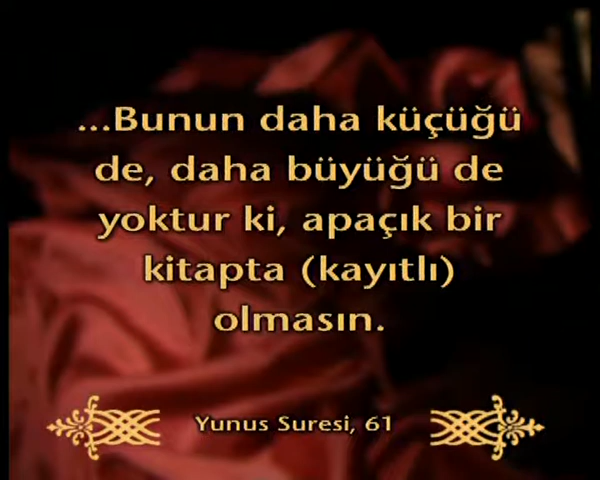 ...Bunun daha küçüğü
de, daha büyüğü de
yoktur ki, apaçık bir
kitapta (kayıtlı)
olmasın.
Yunus Suresi, 61